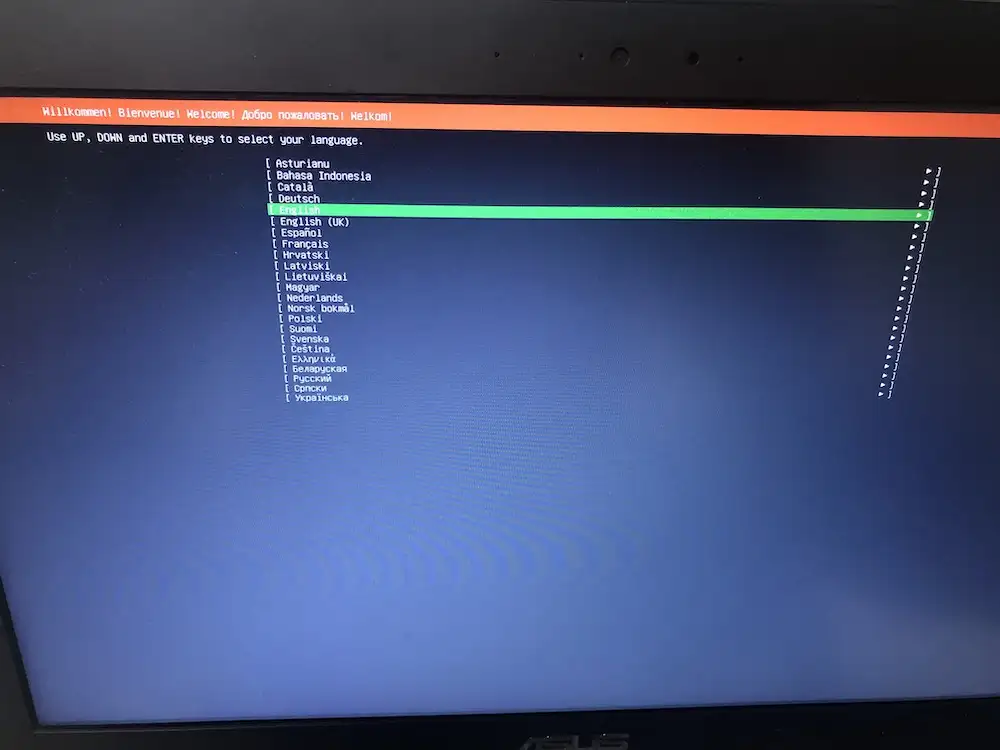 Willkommen! Bienvenue! Welcome! Добро пожаловать! Welkom!
Use UP, DOWN and ENTER keys to select your language.
[ Asturianu ▸ ]
[ Bahasa Indonesia ▸ ]
[ Català ▸ ]
[ Deutsch ▸ ]
[ English ▸ ]
[ English (UK) ▸ ]
[ Español ▸ ]
[ Français ▸ ]
[ Hrvatski ▸ ]
[ Latviski ▸ ]
[ Lietuviškai ▸ ]
[ Magyar ▸ ]
[ Nederlands ▸ ]
[ Norsk bokmål ▸ ]
[ Polski ▸ ]
[ Suomi ▸ ]
[ Svenska ▸ ]
[ Čeština ▸ ]
[ Ελληνικά ▸ ]
[ Беларуская ▸ ]
[ Русский ▸ ]
[ Српски ▸ ]
[ Українська ▸ ]
ASUS